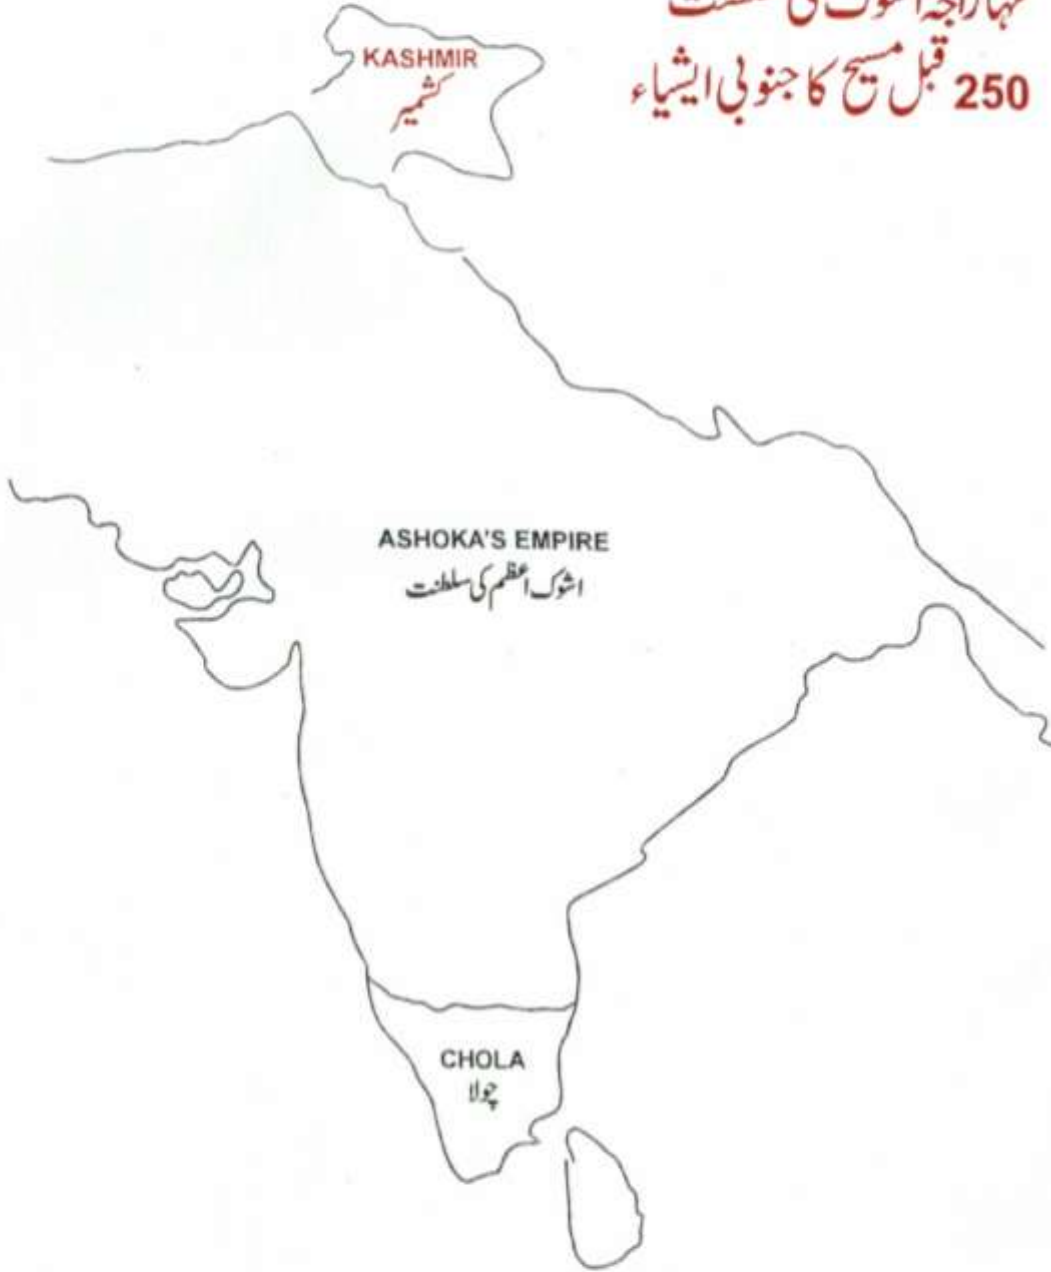 مہاراجہ اشوک کی سلطنت
250 قبل مسیح کا جنوبی ایشیاء
KASHMIR
کشمیر
ASHOKA'S EMPIRE
اشوک اعظم کی سلطنت
CHOLA
چولا